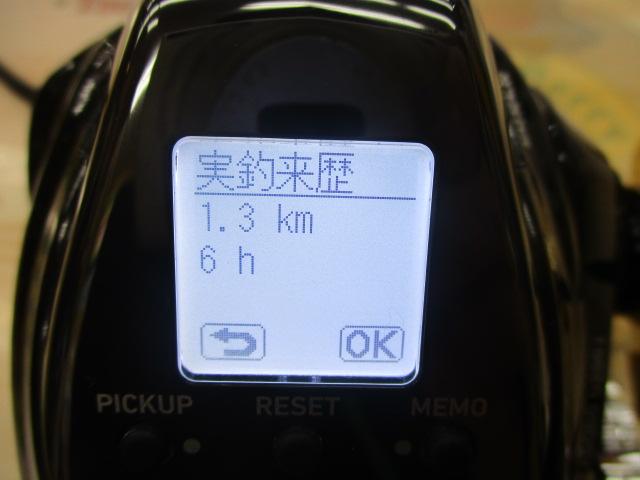 実釣来歴
1.3 km
6 h
OK
PICKUP RESET MEMO